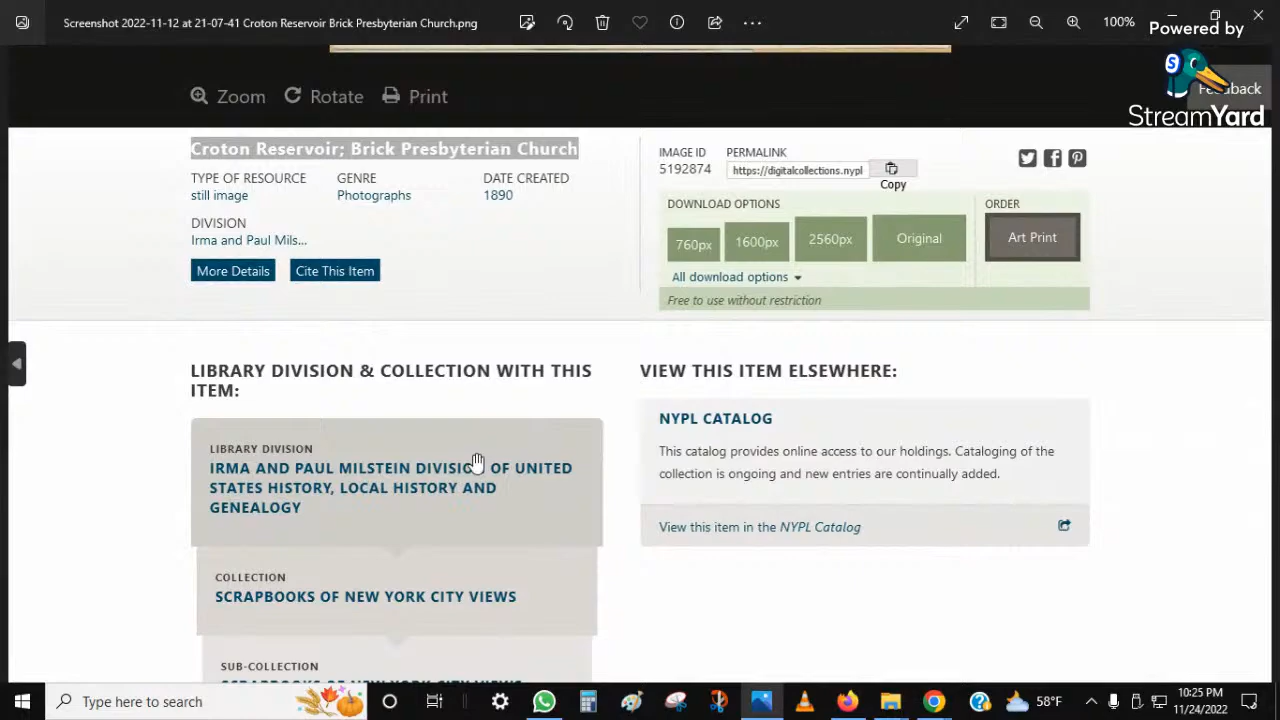 Screenshot 2022-11-12 at 21-07-41 Croton Reservoir Brick Presbyterian Church.png
100%
Powered by
StreamYard
Feedback
Zoom
Rotate
Print
Croton Reservoir; Brick Presbyterian Church
TYPE OF RESOURCE
still image
GENRE
Photographs
DATE CREATED
1890
DIVISION
Irma and Paul Mils...
More Details
Cite This Item
IMAGE ID
5192874
PERMALINK
https://digitalcollections.nypl
Copy
DOWNLOAD OPTIONS
760px
1600px
2560px
Original
All download options
Free to use without restriction
ORDER
Art Print
LIBRARY DIVISION & COLLECTION WITH THIS
ITEM:
LIBRARY DIVISION
IRMA AND PAUL MILSTEIN DIVISION OF UNITED
STATES HISTORY, LOCAL HISTORY AND
GENEALOGY
COLLECTION
SCRAPBOOKS OF NEW YORK CITY VIEWS
SUB-COLLECTION
SCRAPBOOKS OF NEW YORK CITY VIEWS
VIEW THIS ITEM ELSEWHERE:
NYPL CATALOG
This catalog provides online access to our holdings. Cataloging of the
collection is ongoing and new entries are continually added.
View this item in the NYPL Catalog
Type here to search
58°F
10:25 PM
11/24/2022